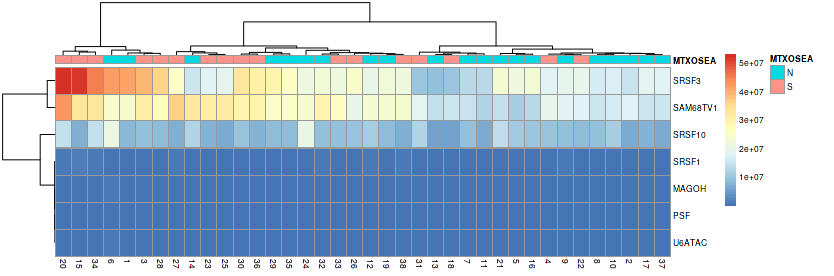 MTXOSEA
SRSF3
SAM68TV1
SRSF10
SRSF1
MAGOH
PSF
U6ATAC
20 15 34 6 1 3 28 27 14 23 25 30 36 29 35 24 32 33 26 12 19 38 31 13 18 7 11 21 5 16 4 9 22 8 10 2 17 37
5e+07
4e+07
3e+07
2e+07
1e+07
MTXOSEA
N
S